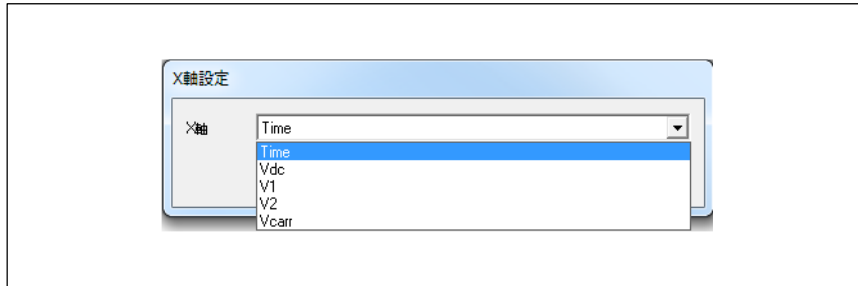 X軸設定
X軸 Time
Time
Vdc
V1
V2
Vcarr